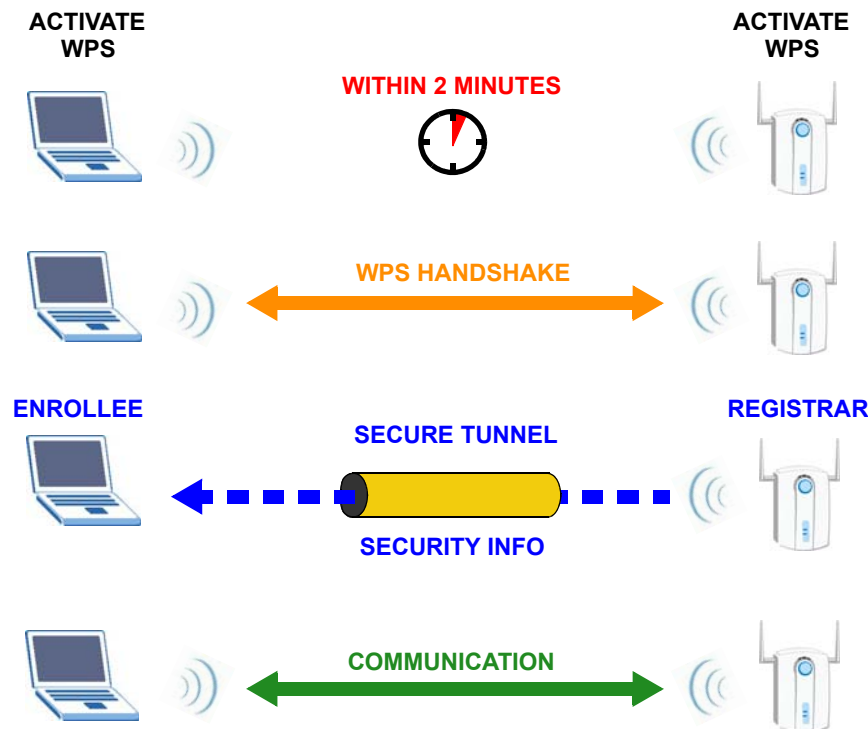 ACTIVATE
WPS
ACTIVATE
WPS
WITHIN 2 MINUTES
WPS HANDSHAKE
ENROLLEE
REGISTRAR
SECURE TUNNEL
SECURITY INFO
COMMUNICATION